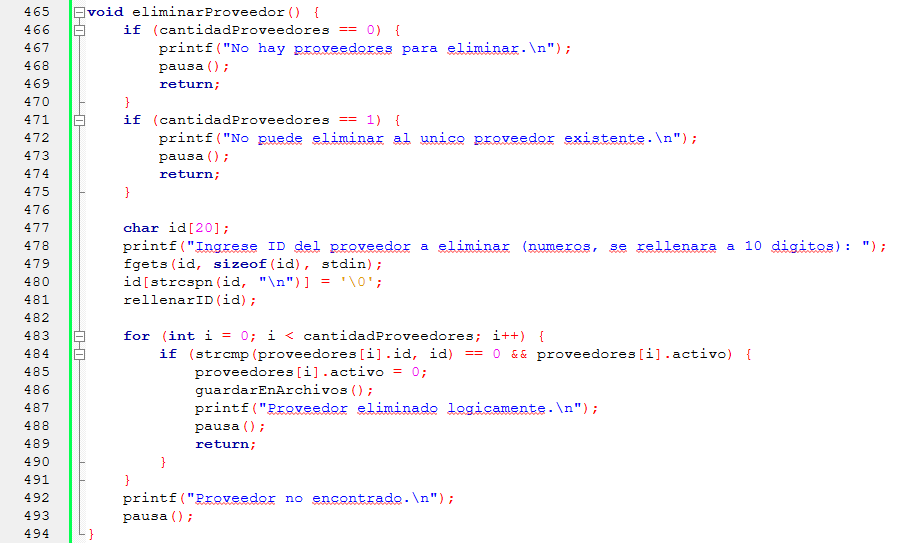 465 void eliminarProveedor() {
466     if (cantidadProveedores == 0) {
467         printf("No hay proveedores para eliminar.\n");
468         pausa();
469         return;
470     }
471     if (cantidadProveedores == 1) {
472         printf("No puede eliminar al unico proveedor existente.\n");
473         pausa();
474         return;
475     }
476
477     char id[20];
478     printf("Ingrese ID del proveedor a eliminar (numeros, se rellenara a 10 digitos): ");
479     fgets(id, sizeof(id), stdin);
480     id[strcspn(id, "\n")] = '\0';
481     rellenarID(id);
482
483     for (int i = 0; i < cantidadProveedores; i++) {
484         if (strcmp(proveedores[i].id, id) == 0 && proveedores[i].activo) {
485             proveedores[i].activo = 0;
486             guardarEnArchivos();
487             printf("Proveedor eliminado logicamente.\n");
488             pausa();
489             return;
490         }
491     }
492     printf("Proveedor no encontrado.\n");
493     pausa();
494 }